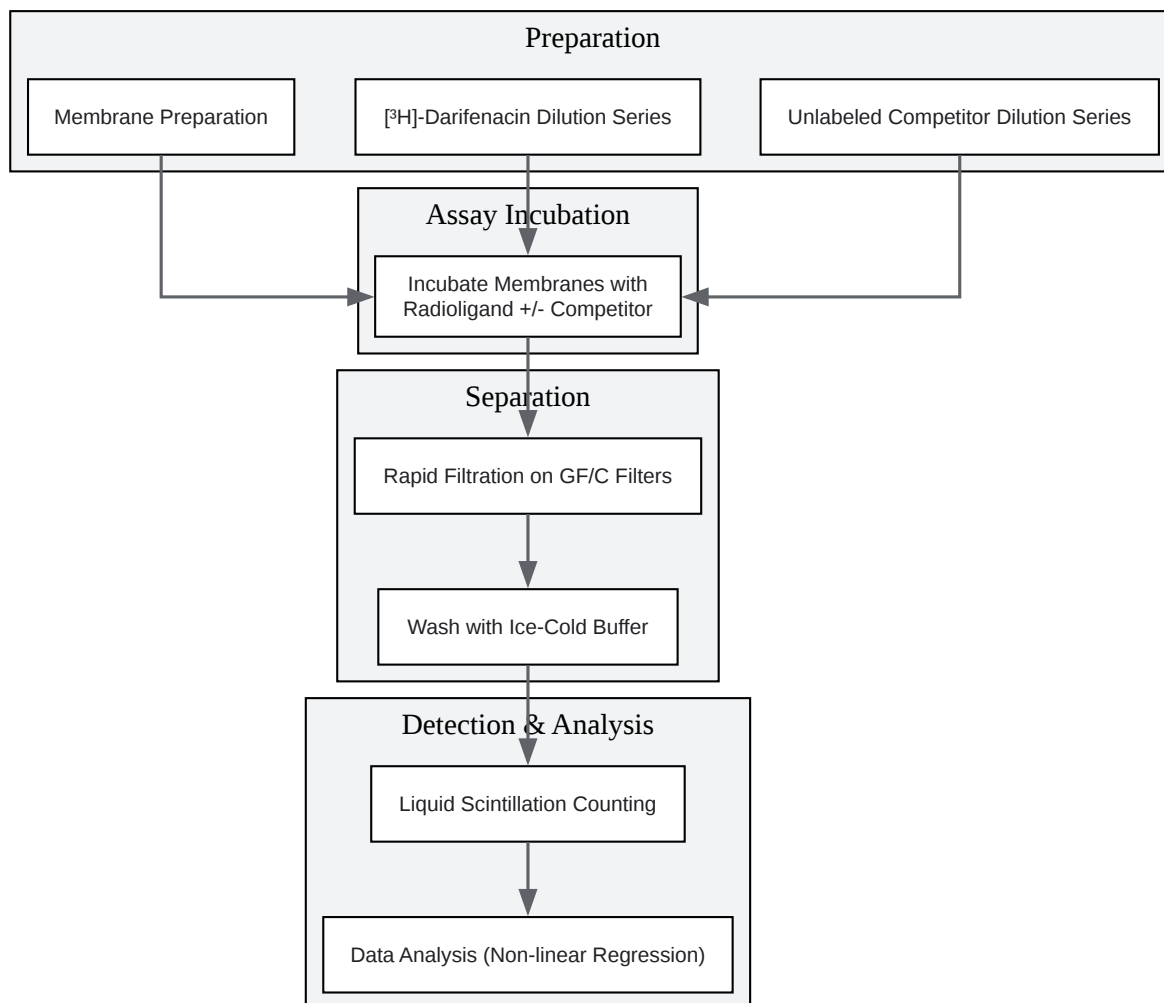 Preparation
Membrane Preparation
[³H]-Darifenacin Dilution Series
Unlabeled Competitor Dilution Series
Assay Incubation
Incubate Membranes with
Radioligand +/- Competitor
Separation
Rapid Filtration on GF/C Filters
Wash with Ice-Cold Buffer
Detection & Analysis
Liquid Scintillation Counting
Data Analysis (Non-linear Regression)